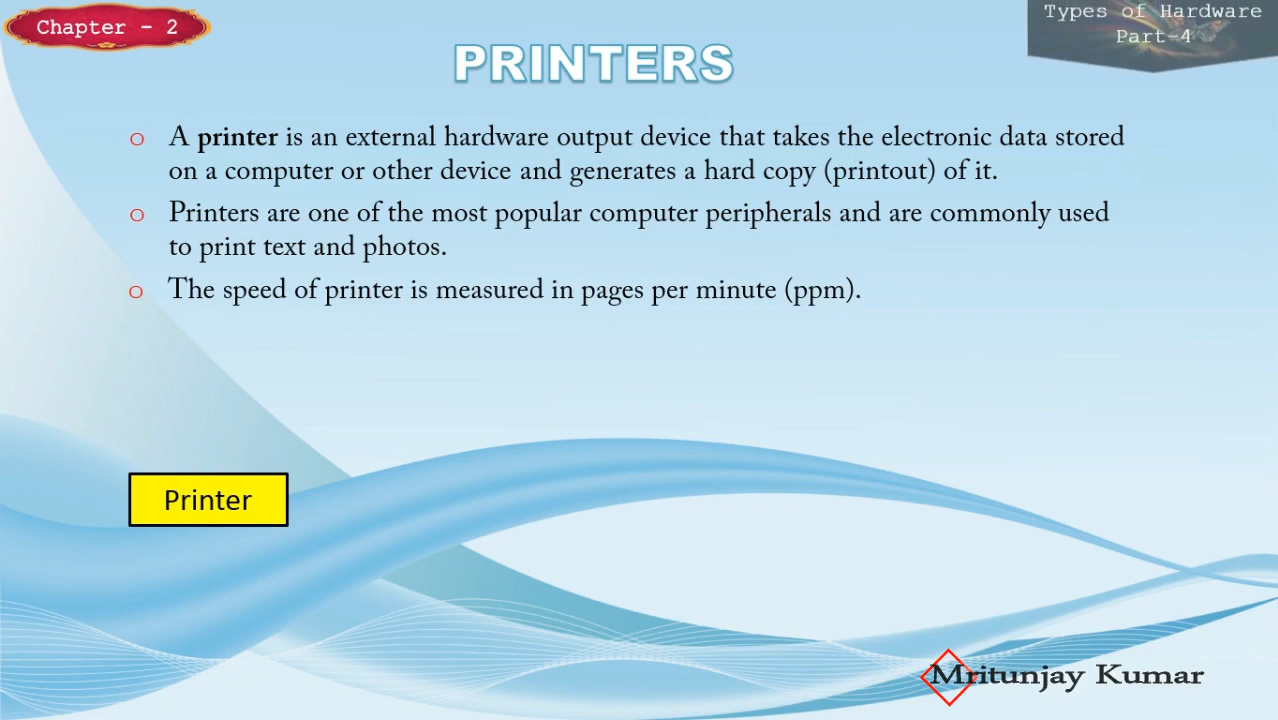 Chapter - 2
Types of Hardware
Part-4
PRINTERS
o A printer is an external hardware output device that takes the electronic data stored
on a computer or other device and generates a hard copy (printout) of it.
o Printers are one of the most popular computer peripherals and are commonly used
to print text and photos.
o The speed of printer is measured in pages per minute (ppm).
Printer
Mritunjay Kumar